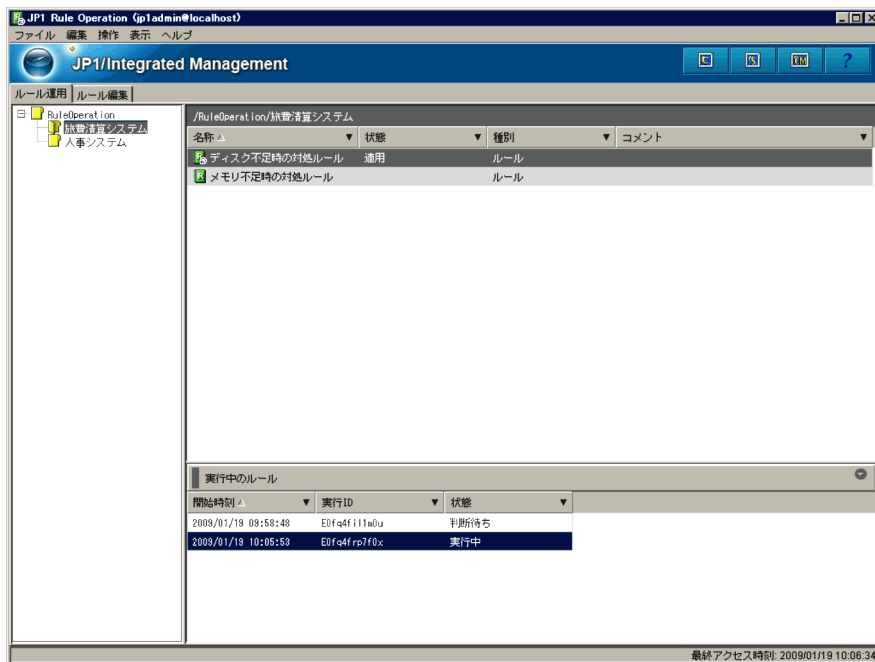 JP1 Rule Operation (jp1admin@localhost)
ファイル 編集 操作 表示 ヘルプ
JP1/Integrated Management
ルール運用 ルール編集
RuleOperation
旅費清算システム
人事システム
/RuleOperation/旅費清算システム
名称 状態 種別 コメント
ディスク不足時の対処ルール 適用 ルール
メモリ不足時の対処ルール ルール
実行中のルール
開始時刻 実行ID 状態
2009/01/19 09:58:48 E0fq4fil1m0u 判断待ち
2009/01/19 10:05:53 E0fq4frp7f0x 実行中
最終アクセス時刻: 2009/01/19 10:06:34